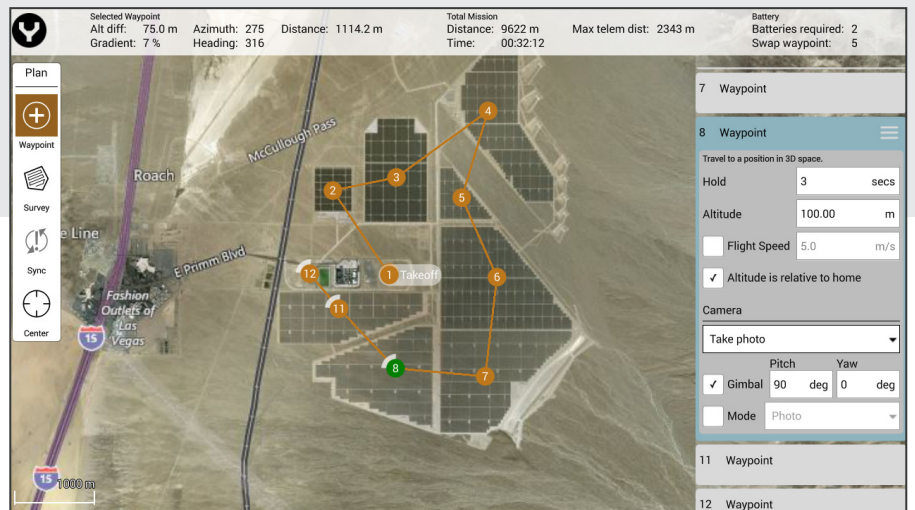 Selected Waypoint
Alt diff: 75.0 m Azimuth: 275 Distance: 1114.2 m
Gradient: 7 % Heading: 316
Total Mission
Distance: 9622 m Max telem dist: 2343 m
Time: 00:32:12
Battery
Batteries required: 2
Swap waypoint: 5
Plan
Waypoint
Survey
Sync
Center
McCullough Pass
Roach
e Line
E Primm Blvd
Fashion
Outlets of
Las
Vegas
15
15
1000 m
4
3
2
5
12
1 Takeoff
6
11
8
7
7 Waypoint
8 Waypoint
Travel to a position in 3D space.
Hold 3 secs
Altitude 100.00 m
Flight Speed 5.0 m/s
Altitude is relative to home
Camera
Take photo
Pitch Yaw
Gimbal 90 deg 0 deg
Mode Photo
11 Waypoint
12 Waypoint